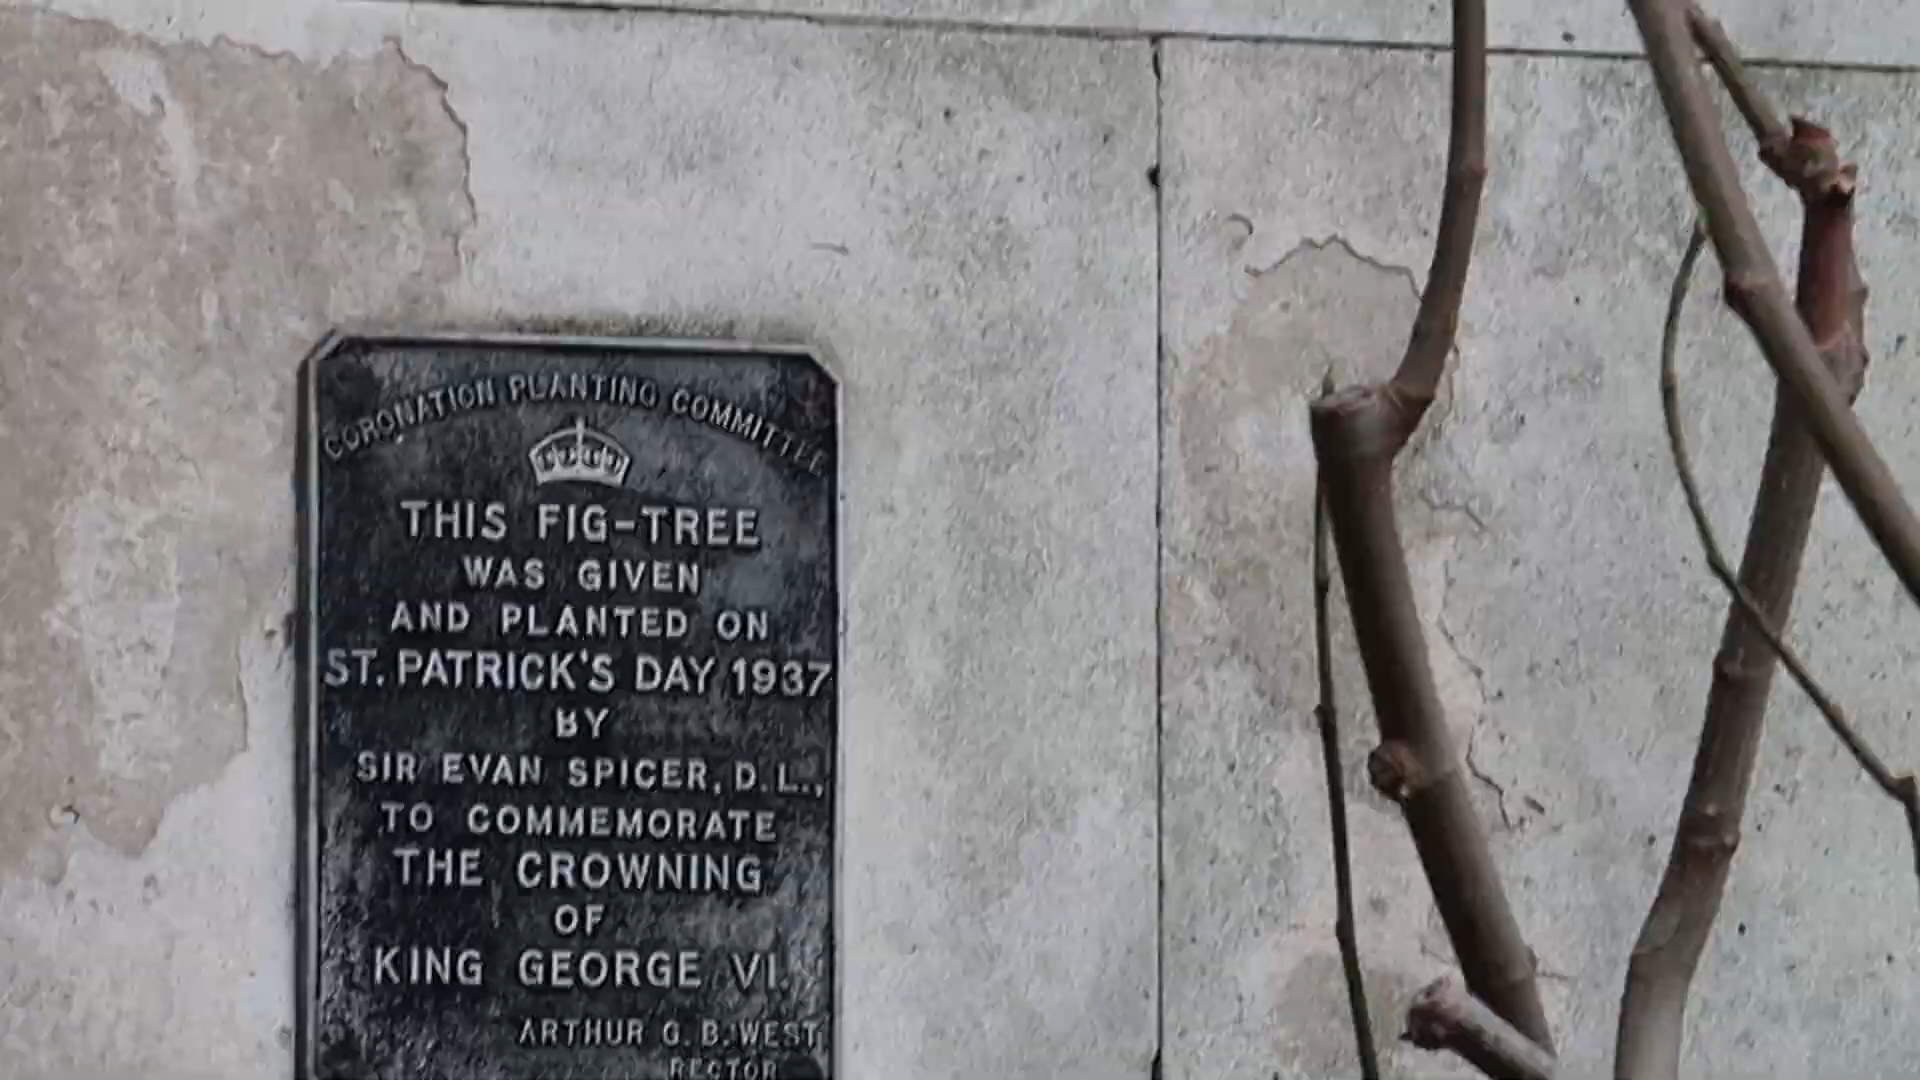 CORONATION PLANTING COMMITTEE
THIS FIG-TREE
WAS GIVEN
AND PLANTED ON
ST. PATRICK'S DAY 1937
BY
SIR EVAN SPICER, D.L.,
TO COMMEMORATE
THE CROWNING
OF
KING GEORGE VI.
ARTHUR G. B. WEST
RECTOR